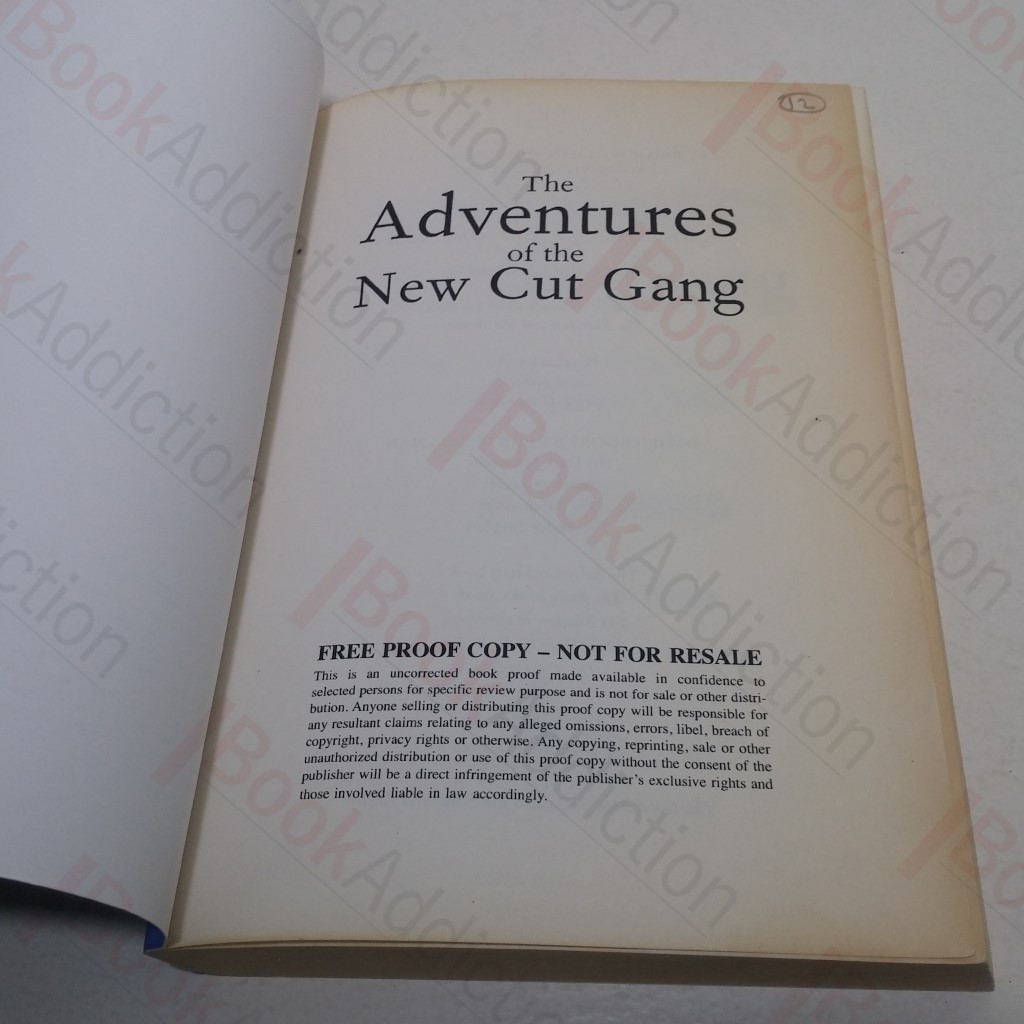 12
The
Adventures
of the
New Cut Gang
FREE PROOF COPY – NOT FOR RESALE
This is an uncorrected book proof made available in confidence to
selected persons for specific review purpose and is not for sale or other distri-
bution. Anyone selling or distributing this proof copy will be responsible for
any resultant claims relating to any alleged omissions, errors, libel, breach of
copyright, privacy rights or otherwise. Any copying, reprinting, sale or other
unauthorized distribution or use of this proof copy without the consent of the
publisher will be a direct infringement of the publisher's exclusive rights and
those involved liable in law accordingly.
BookAddiction